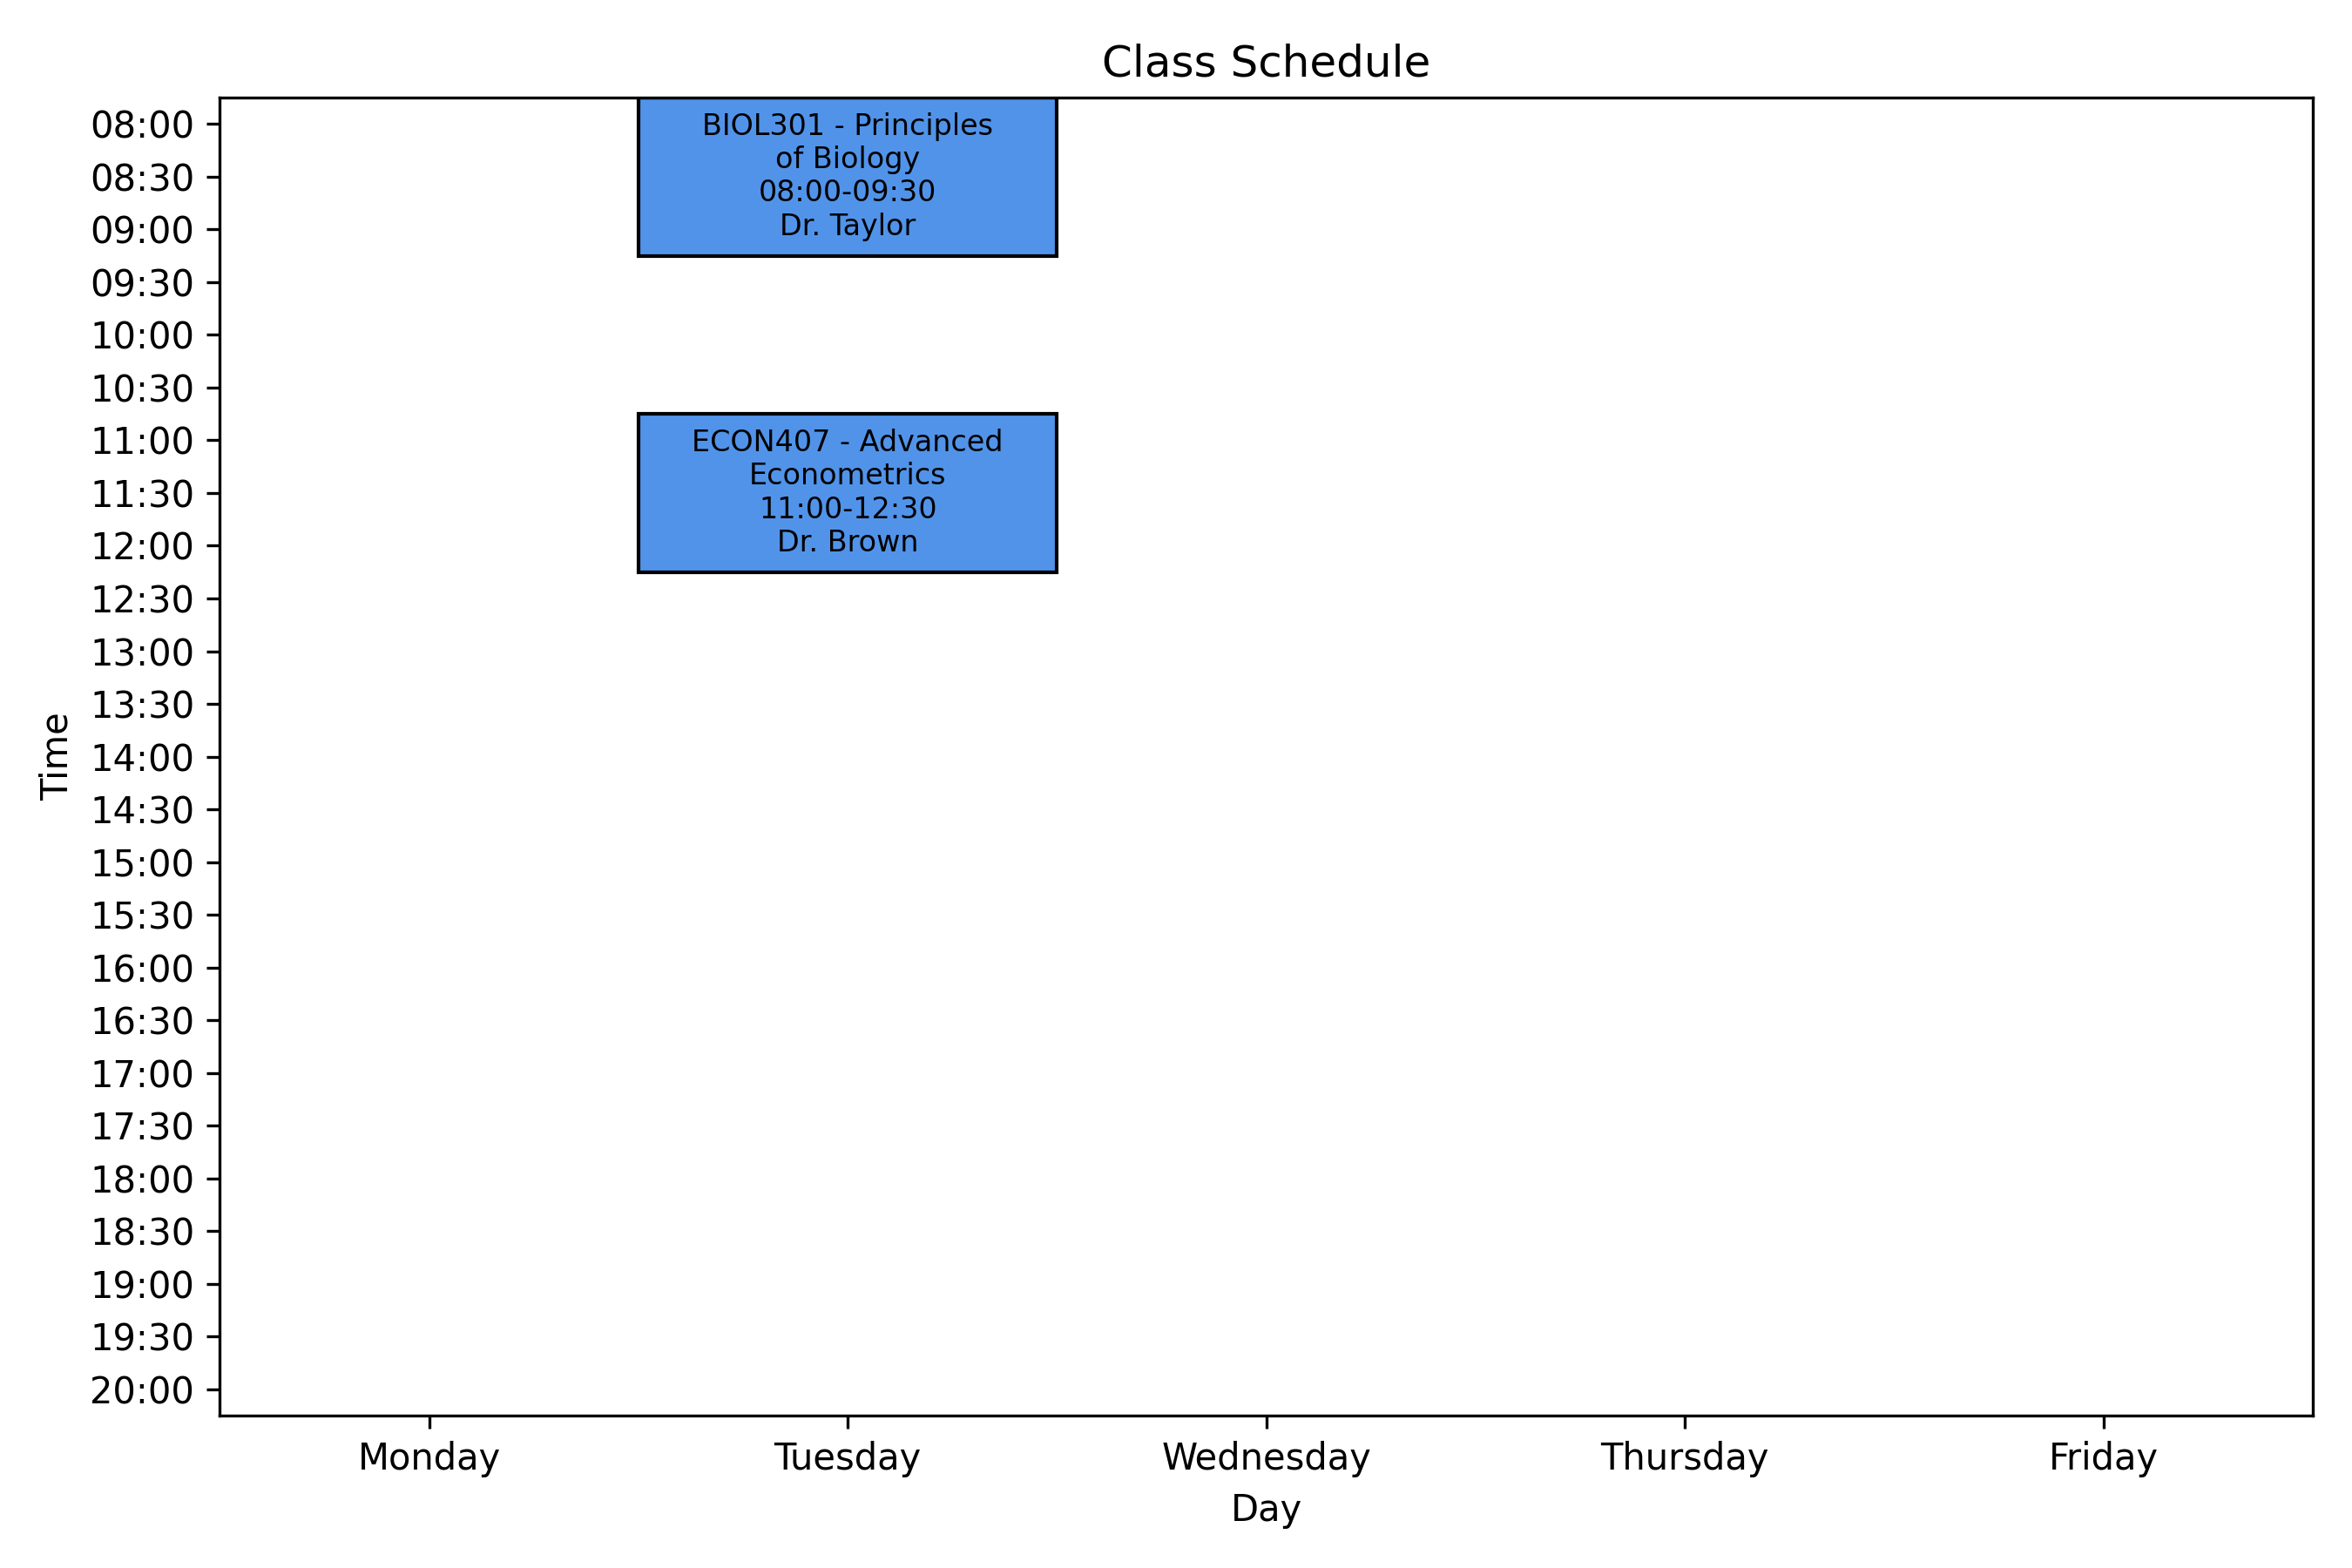 Class Schedule
08:00
08:30
09:00
09:30
10:00
10:30
11:00
11:30
12:00
12:30
13:00
13:30
14:00
14:30
15:00
15:30
16:00
16:30
17:00
17:30
18:00
18:30
19:00
19:30
20:00
Time
BIOL301 - Principles
of Biology
08:00-09:30
Dr. Taylor
ECON407 - Advanced
Econometrics
11:00-12:30
Dr. Brown
Monday
Tuesday
Wednesday
Thursday
Friday
Day